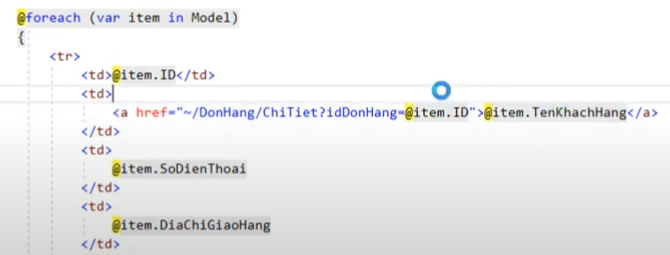 @foreach (var item in Model)
{
<tr>
<td>@item.ID</td>
<td>
<a href="~/DonHang/ChiTiet?idDonHang=@item.ID">@item.TenKhachHang</a>
</td>
<td>
@item.SoDienThoai
</td>
<td>
@item.DiaChiGiaoHang
</td>